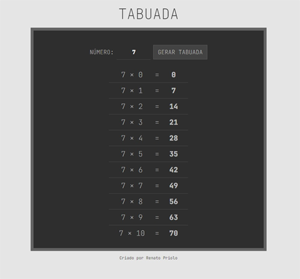 TABUADA
NÚMERO: 7 GERAR TABUADA
7 × 0 = 0
7 × 1 = 7
7 × 2 = 14
7 × 3 = 21
7 × 4 = 28
7 × 5 = 35
7 × 6 = 42
7 × 7 = 49
7 × 8 = 56
7 × 9 = 63
7 × 10 = 70
Criado por Renato Priolo